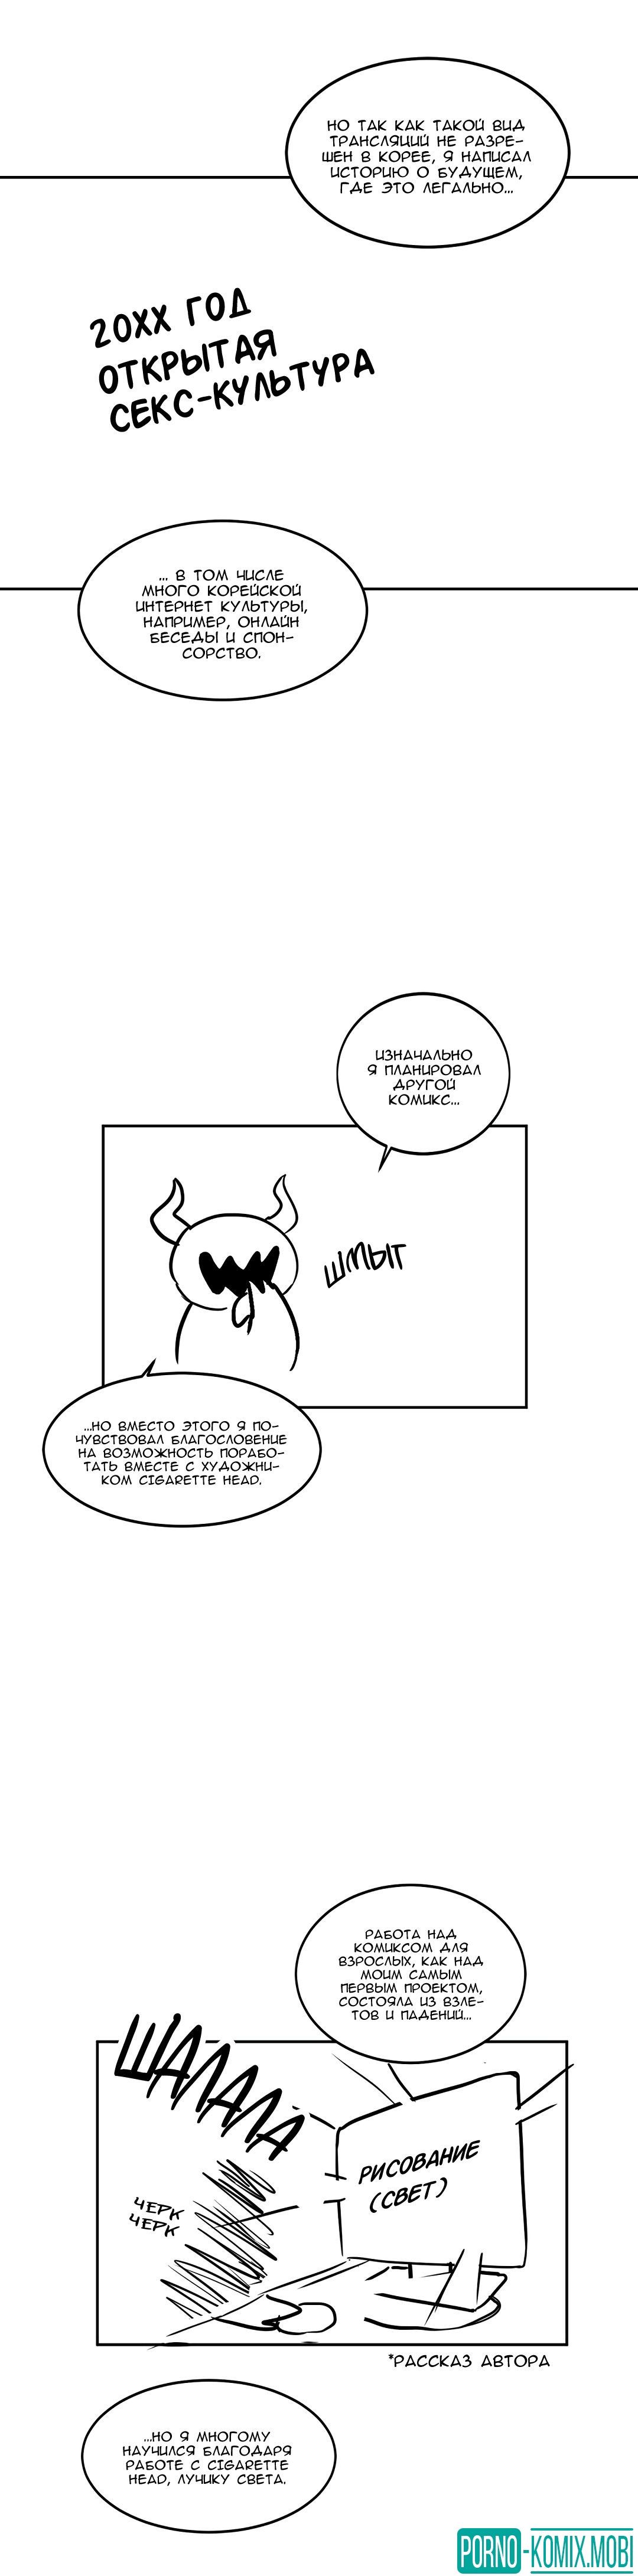 НО ТАК КАК ТАКОЙ ВИД
ТРАНСЛЯЦИЙ НЕ РАЗРЕ-
ШЕН В КОРЕЕ, Я НАПИСАЛ
ИСТОРИЮ О БУДУЩЕМ,
ГДЕ ЭТО ЛЕГАЛЬНО...
20XX ГОД
ОТКРЫТАЯ
СЕКС-КУЛЬТУРА
... В ТОМ ЧИСЛЕ
МНОГО КОРЕЙСКОЙ
ИНТЕРНЕТ КУЛЬТУРЫ,
НАПРИМЕР, ОНЛАЙН
БЕСЕДЫ И СПОН-
СОРСТВО.
ИЗНАЧАЛЬНО
Я ПЛАНИРОВАЛ
ДРУГОЙ
КОМИКС...
ШМЫГ
...НО ВМЕСТО ЭТОГО Я ПО-
ЧУВСТВОВАЛ БЛАГОСЛОВЕНИЕ
НА ВОЗМОЖНОСТЬ ПОРАБО-
ТАТЬ ВМЕСТЕ С ХУДОЖНИ-
КОМ CIGARETTE HEAD.
РАБОТА НАД
КОМИКСОМ ДЛЯ
ВЗРОСЛЫХ, КАК НАД
МОИМ САМЫМ
ПЕРВЫМ ПРОЕКТОМ,
СОСТОЯЛА ИЗ ВЗЛЕ-
ТОВ И ПАДЕНИЙ...
ШАЛАЛА
РИСОВАНИЕ
(СВЕТ)
ЧЕРК
ЧЕРК
*РАССКАЗ АВТОРА
...НО Я МНОГОМУ
НАУЧИЛСЯ БЛАГОДАРЯ
РАБОТЕ С CIGARETTE
HEAD, ЛУЧИКУ СВЕТА.
PORNO-KOMIX.MOBI